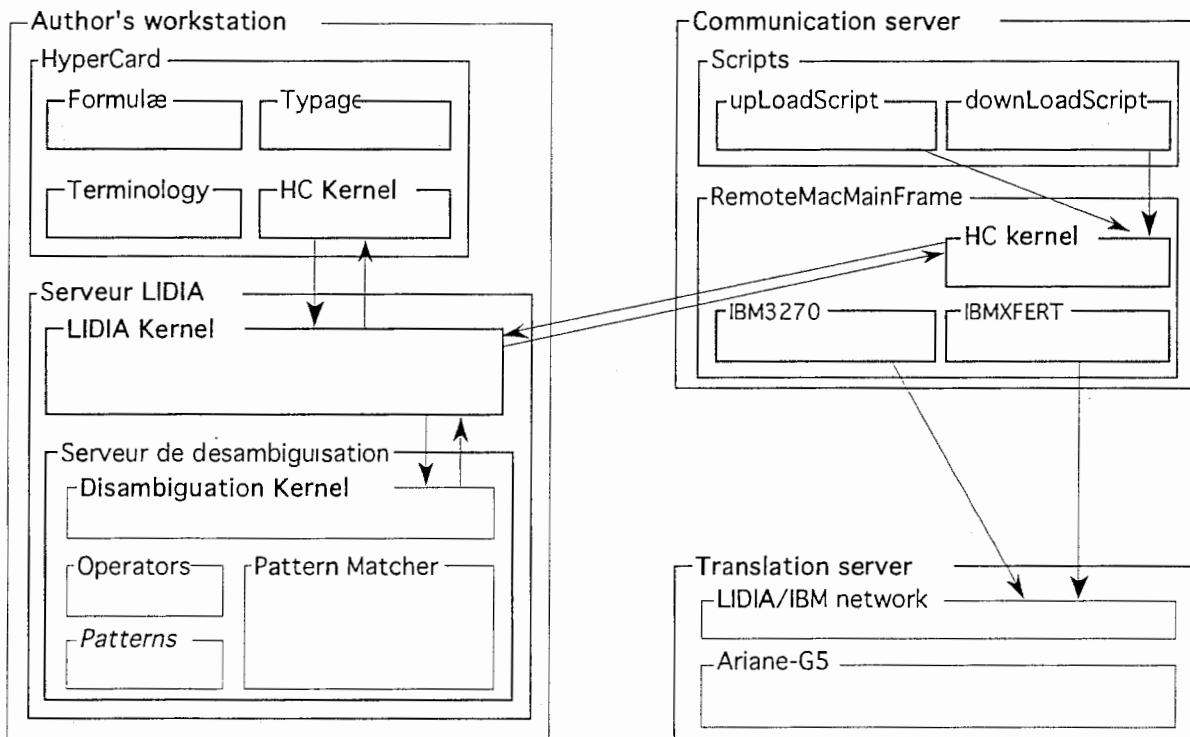 Author's workstation
HyperCard
Formulæ
Typage
Terminology
HC Kernel
Serveur LIDIA
LIDIA Kernel
Serveur de desambiguisation
Disambiguation Kernel
Operators
Pattern Matcher
Patterns
Communication server
Scripts
upLoadScript
downLoadScript
RemoteMacMainFrame
HC kernel
IBM3270
IBMXFERT
Translation server
LIDIA/IBM network
Ariane-G5